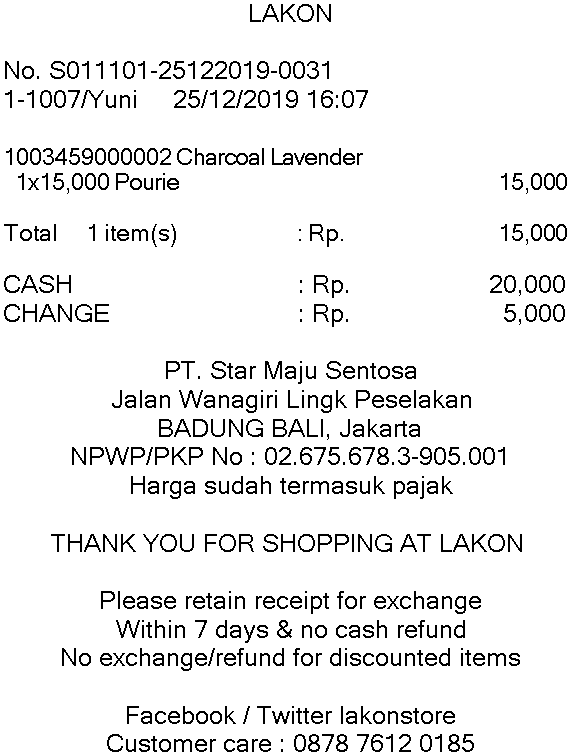 LAKON
No. S011101-25122019-0031
1-1007/Yuni 25/12/2019 16:07
1003459000002 Charcoal Lavender
1x15,000 Pourie 15,000
Total 1 item(s) : Rp. 15,000
CASH : Rp. 20,000
CHANGE : Rp. 5,000
PT. Star Maju Sentosa
Jalan Wanagiri Lingk Peselakan
BADUNG BALI, Jakarta
NPWP/PKP No : 02.675.678.3-905.001
Harga sudah termasuk pajak
THANK YOU FOR SHOPPING AT LAKON
Please retain receipt for exchange
Within 7 days & no cash refund
No exchange/refund for discounted items
Facebook / Twitter lakonstore
Customer care : 0878 7612 0185